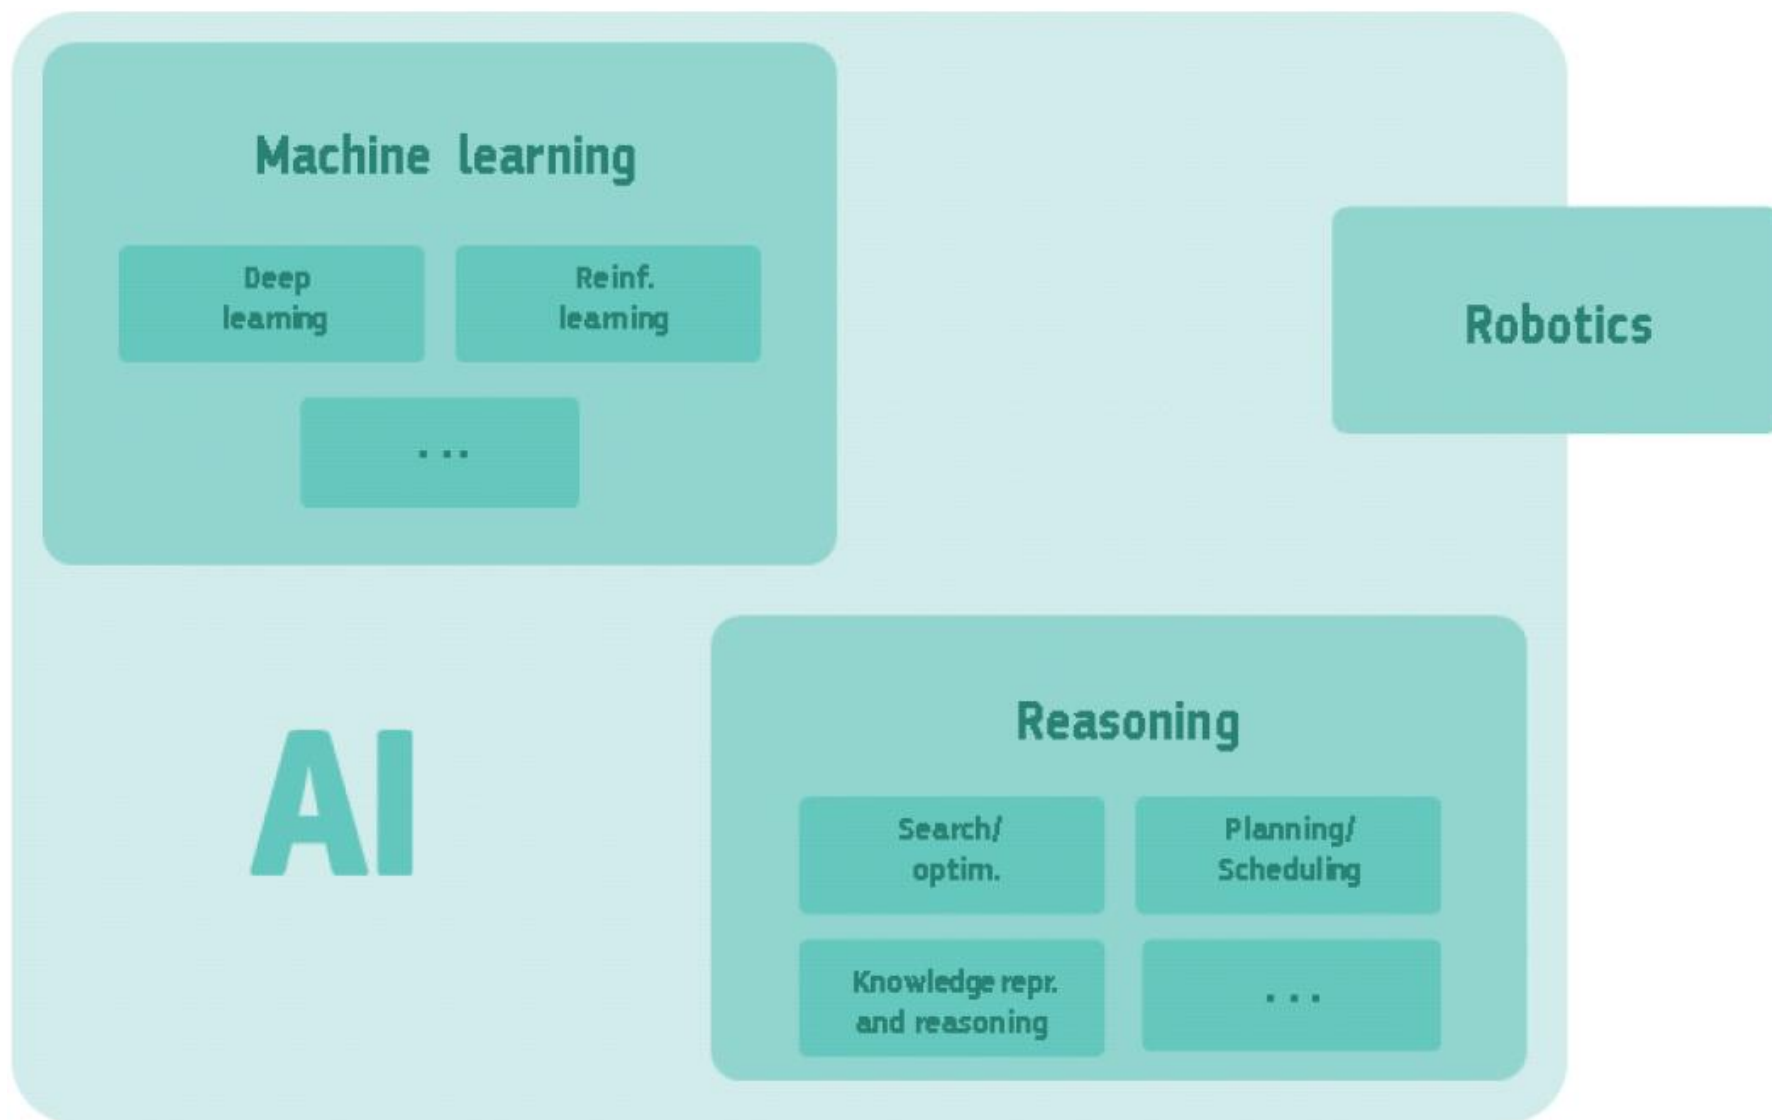 Machine learning
Deep
learning
Reinf.
learning
...
Robotics
AI
Reasoning
Search/
optim.
Planning/
Scheduling
Knowledge repr.
and reasoning
...